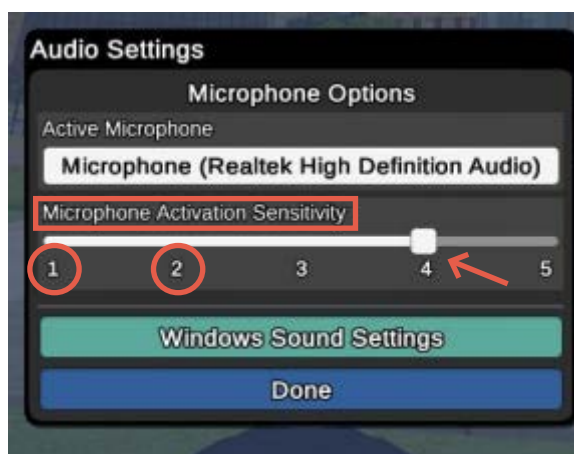 Audio Settings
Microphone Options
Active Microphone
Microphone (Realtek High Definition Audio)
Microphone Activation Sensitivity
1 2 3 4 5
Windows Sound Settings
Done